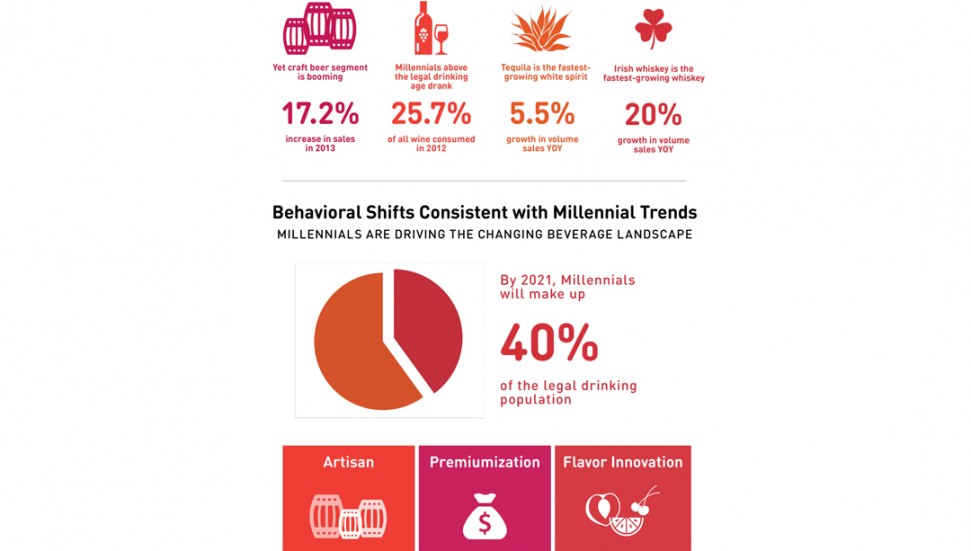 Yet craft beer segment
is booming
17.2%
increase in sales
in 2013
Millennials above
the legal drinking
age drank
25.7%
of all wine consumed
in 2012
Tequila is the fastest-
growing white spirit
5.5%
growth in volume
sales YOY
Irish whiskey is the
fastest-growing whiskey
20%
growth in volume
sales YOY
Behavioral Shifts Consistent with Millennial Trends
MILLENNIALS ARE DRIVING THE CHANGING BEVERAGE LANDSCAPE
By 2021, Millennials
will make up
40%
of the legal drinking
population
Artisan
Premiumization
$
Flavor Innovation